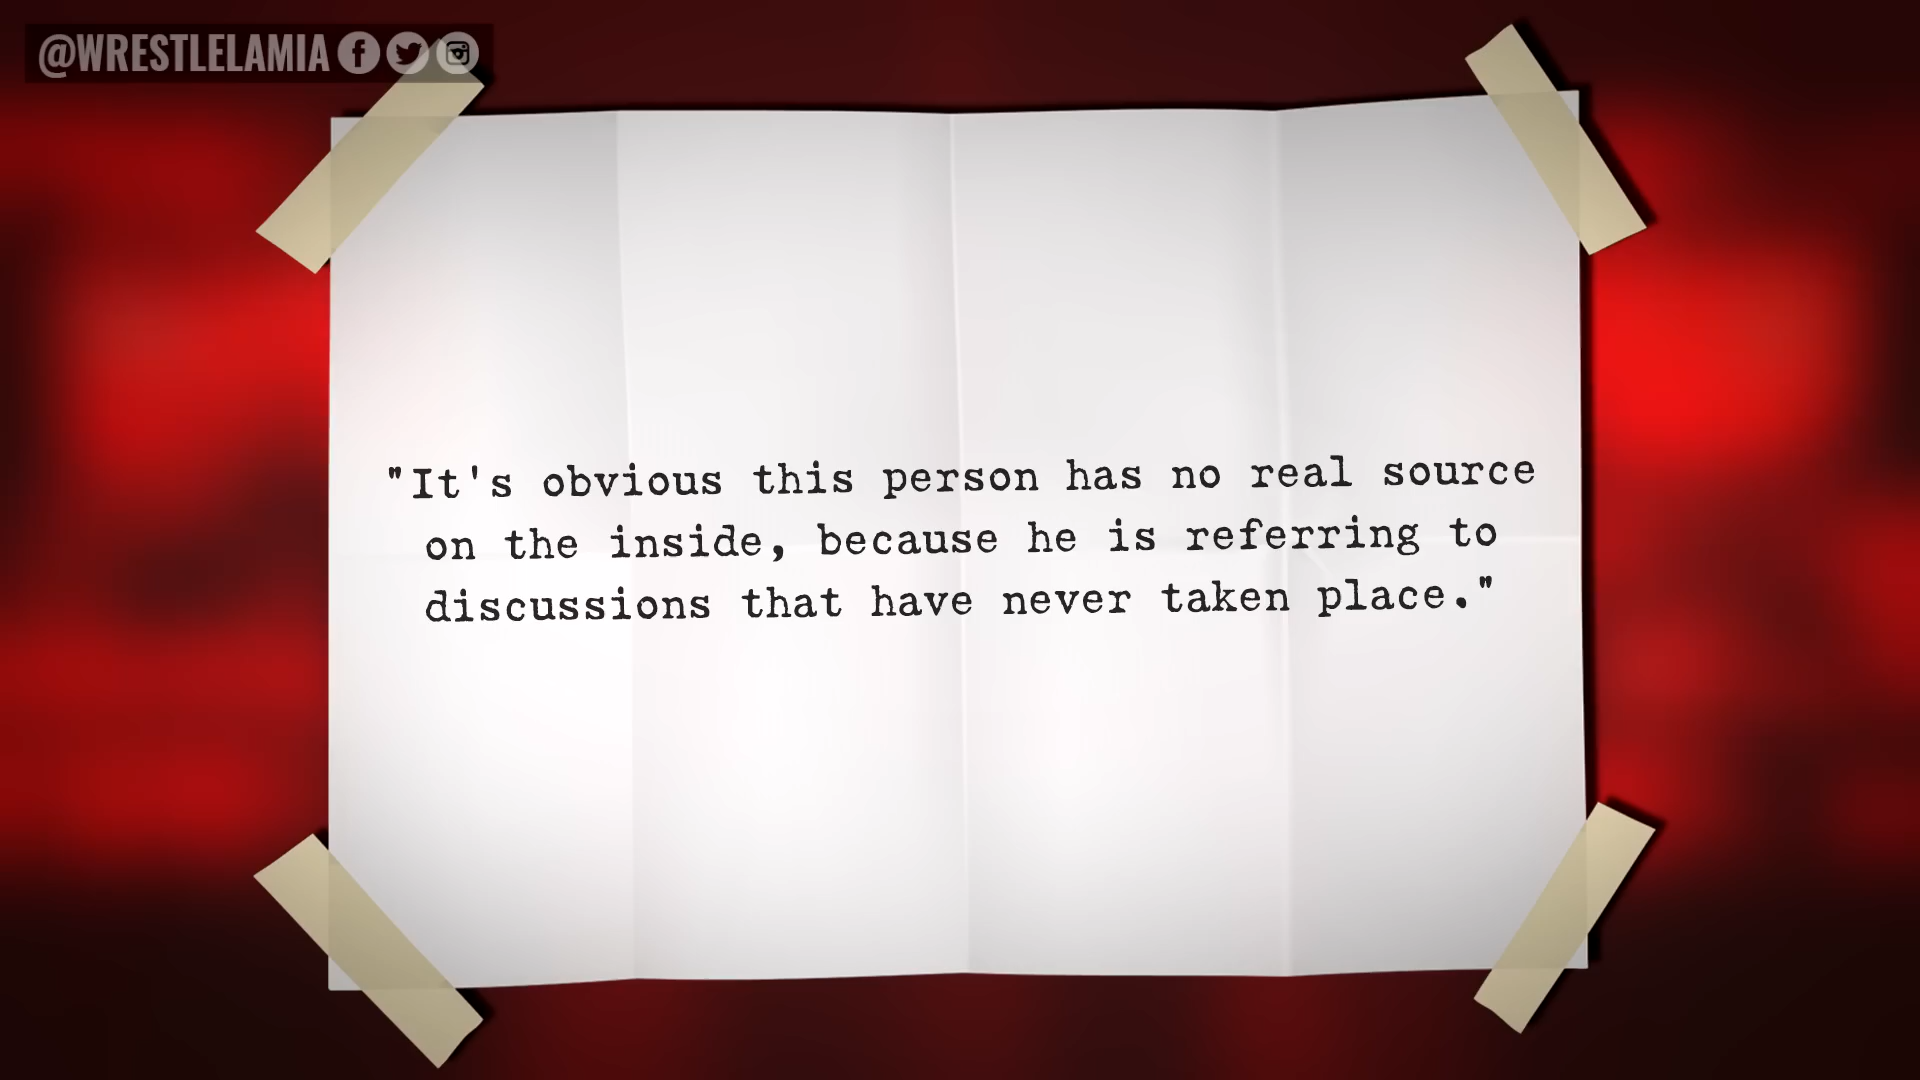 @WRESTLELAMIA
"It's obvious this person has no real source
on the inside, because he is referring to
discussions that have never taken place."